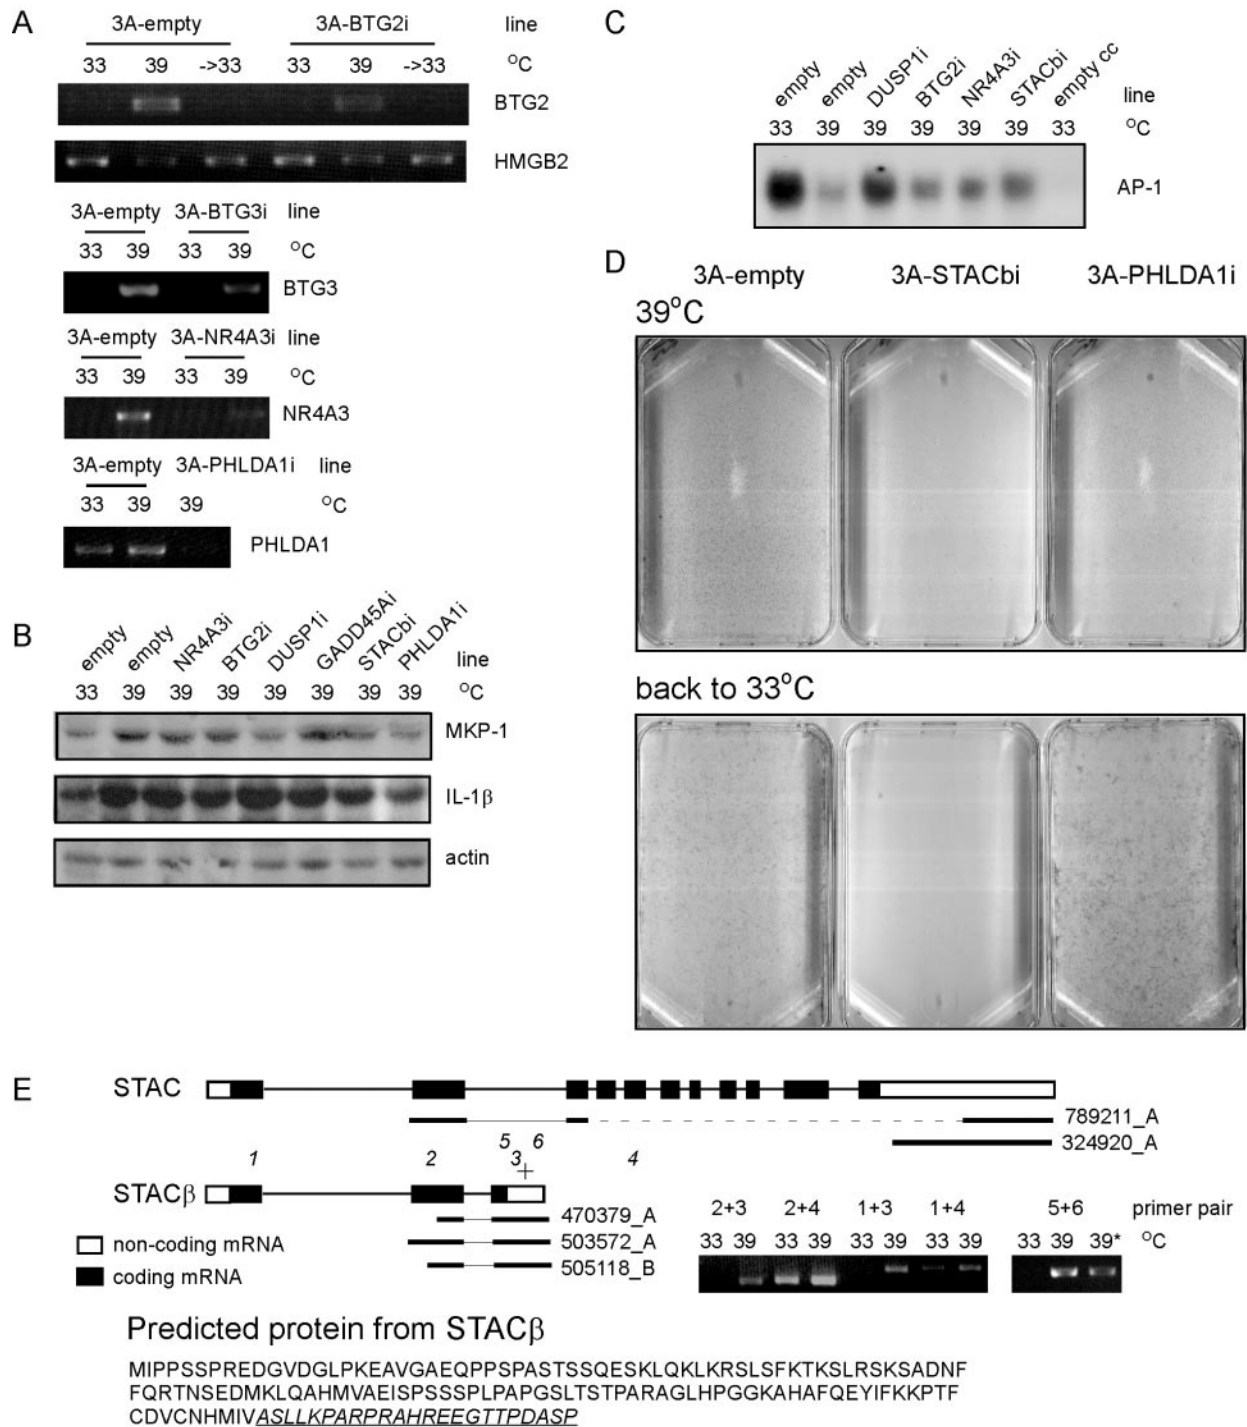 A
3A-empty 3A-BTG2i line
33 39 ->33 33 39 ->33 °C
BTG2
HMGB2
3A-empty 3A-BTG3i line
33 39 33 39 °C
BTG3
3A-empty 3A-NR4A3i line
33 39 33 39 °C
NR4A3
3A-empty 3A-PHLDA1i line
33 39 39 °C
PHLDA1
B
empty empty NR4A3i BTG2i DUSP1i GADD45Ai STACbi PHLDA1i line
33 39 39 39 39 39 39 39 °C
MKP-1
IL-1β
actin
C
empty empty DUSP1i BTG2i NR4A3i STACbi empty cc line
33 39 39 39 39 39 33 °C
AP-1
D
3A-empty 3A-STACbi 3A-PHLDA1i
39°C
back to 33°C
E
STAC
789211_A
324920_A
5 6
1 2 3 4
STACβ
470379_A
503572_A
505118_B
non-coding mRNA
coding mRNA
2+3 2+4 1+3 1+4 5+6 primer pair
33 39 33 39 33 39 33 39 33 39 39* °C
Predicted protein from STACβ
MIPPSSPREDGVDGLPKEAVGAEQPPSPASTSSQESKLQKLKRSLSFKTKSLRSKSADNF
FQRTNSEDMKLQAHMVAEISPSSSPLPAPGSLTSTPARAGLHPGGKAHAFQEYIFKKPTF
CDVCNHMIVASLLKPARPRAHREEGTTPDASP